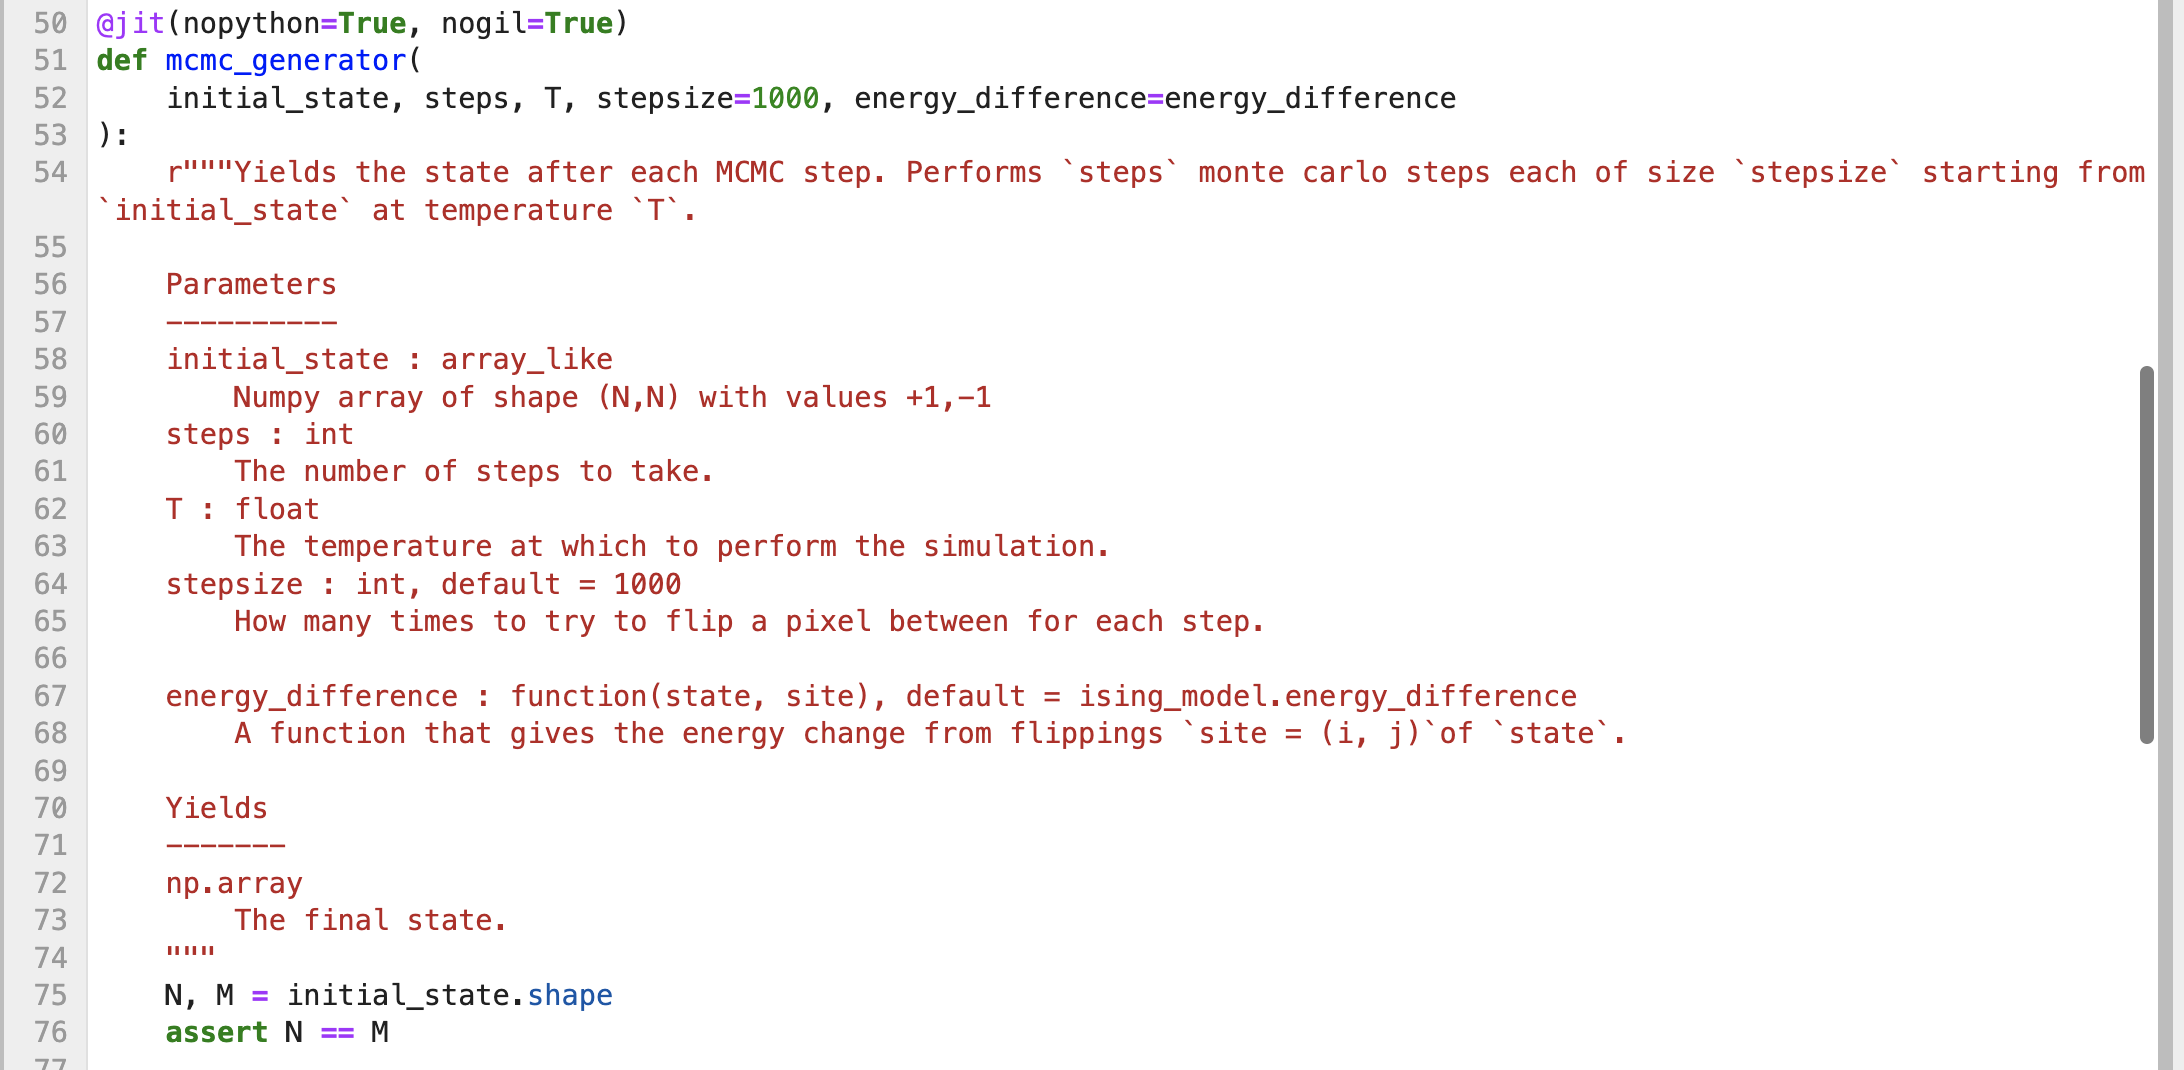 50 @jit(nopython=True, nogil=True)
51 def mcmc_generator(
52     initial_state, steps, T, stepsize=1000, energy_difference=energy_difference
53 ):
54     r"""Yields the state after each MCMC step. Performs `steps` monte carlo steps each of size `stepsize` starting from
`initial_state` at temperature `T`.
55
56     Parameters
57     ----------
58     initial_state : array_like
59         Numpy array of shape (N,N) with values +1,-1
60     steps : int
61         The number of steps to take.
62     T : float
63         The temperature at which to perform the simulation.
64     stepsize : int, default = 1000
65         How many times to try to flip a pixel between for each step.
66
67     energy_difference : function(state, site), default = ising_model.energy_difference
68         A function that gives the energy change from flippings `site = (i, j)`of `state`.
69
70     Yields
71     -------
72     np.array
73         The final state.
74     """
75     N, M = initial_state.shape
76     assert N == M
77